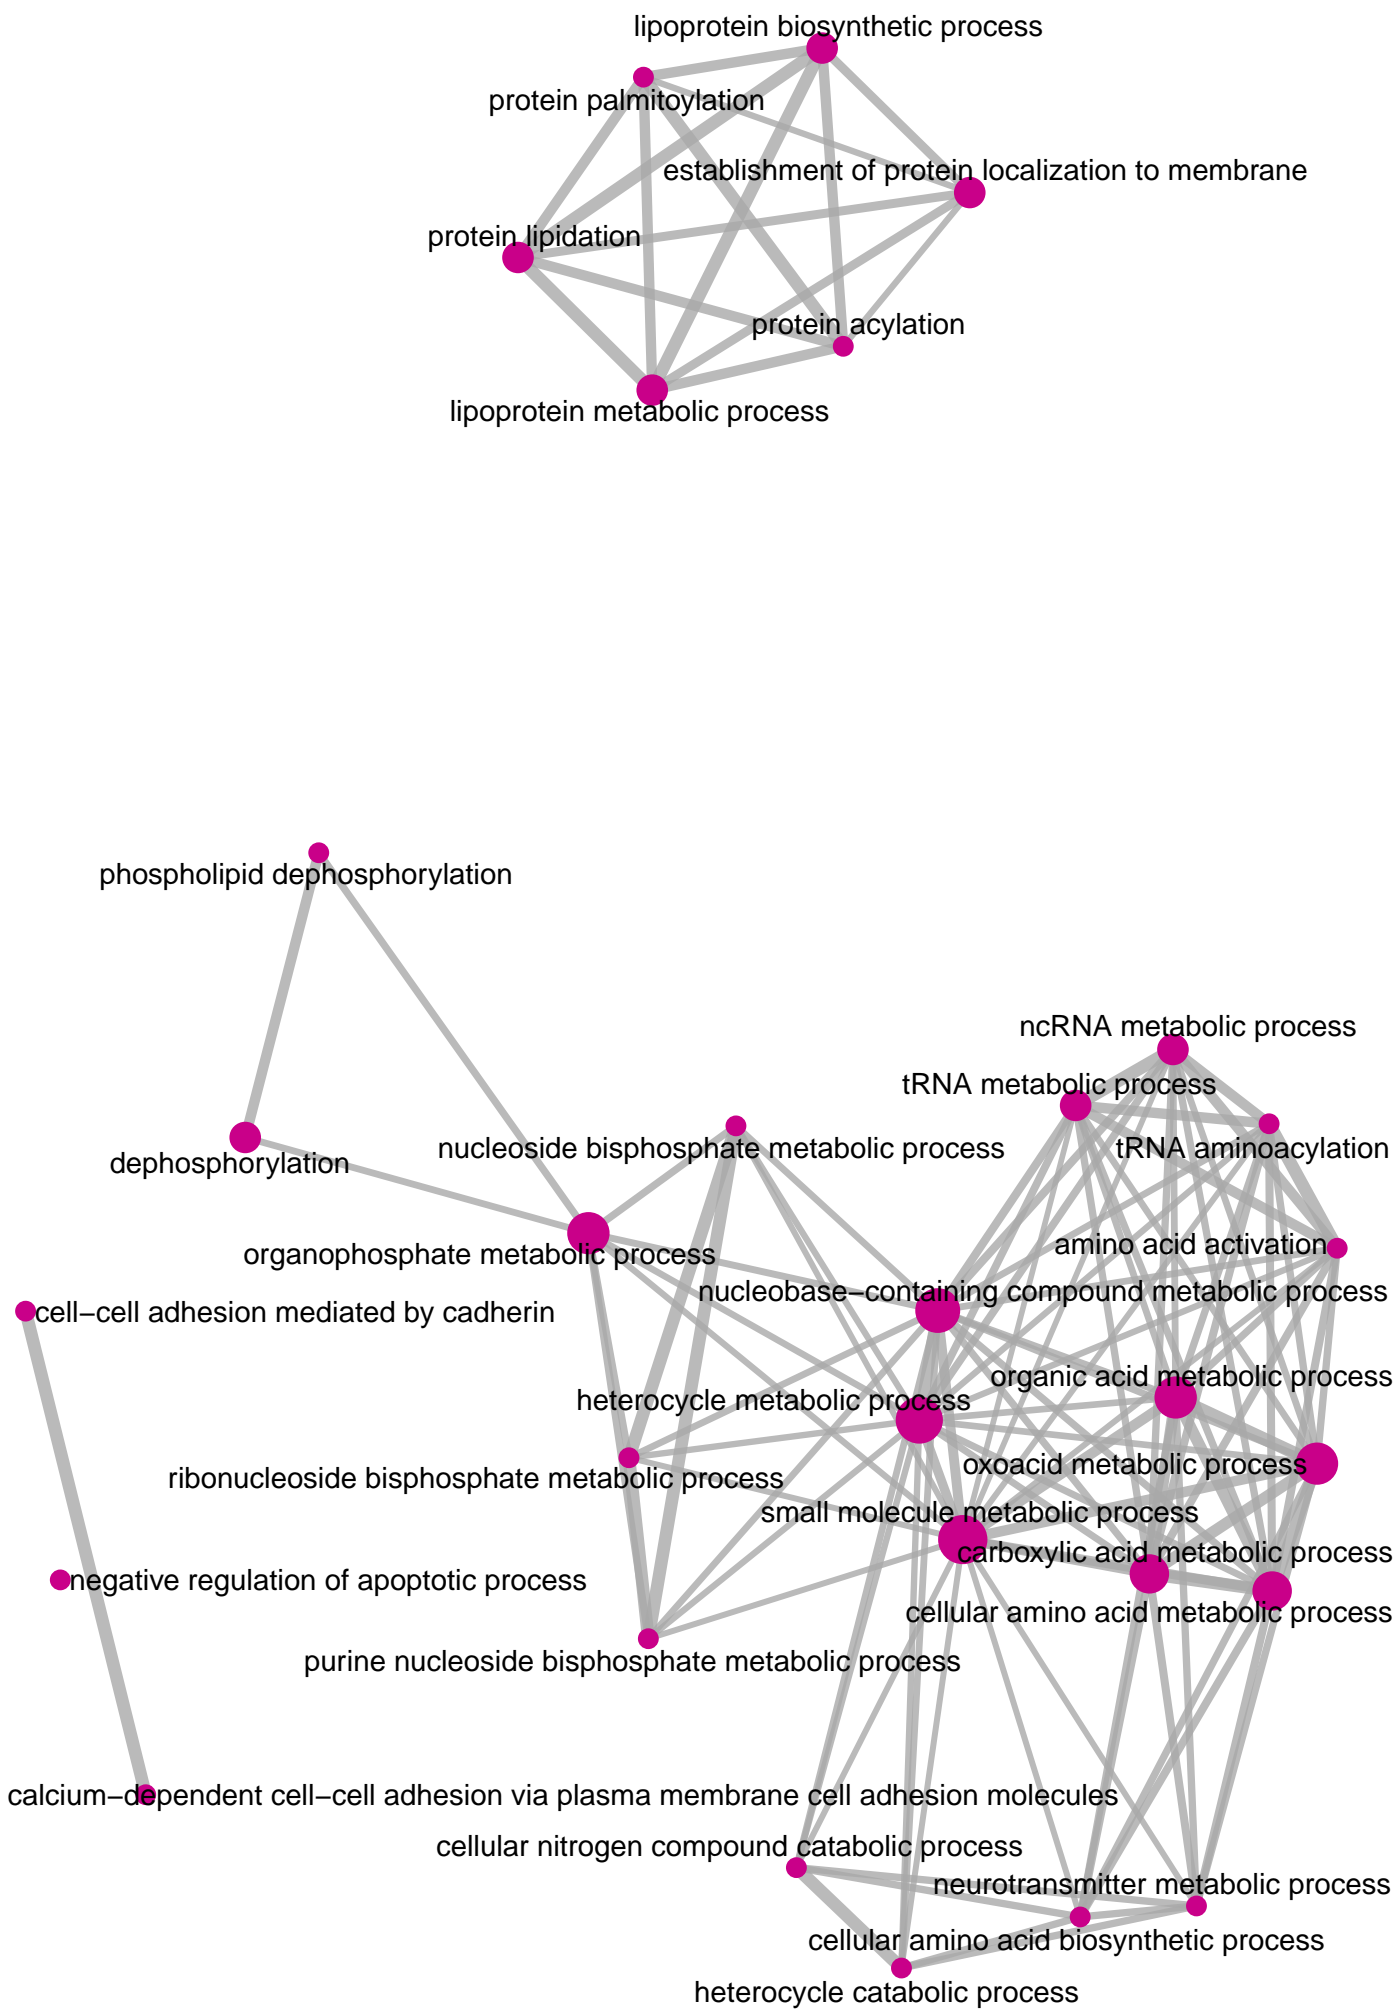 lipoprotein biosynthetic process
protein palmitoylation
establishment of protein localization to membrane
protein lipidation
protein acylation
lipoprotein metabolic process
phospholipid dephosphorylation
ncRNA metabolic process
tRNA metabolic process
nucleoside bisphosphate metabolic process
tRNA aminoacylation
dephosphorylation
amino acid activation
organophosphate metabolic process
nucleobase−containing compound metabolic process
cell−cell adhesion mediated by cadherin
organic acid metabolic process
heterocycle metabolic process
oxoacid metabolic process
ribonucleoside bisphosphate metabolic process
small molecule metabolic process
carboxylic acid metabolic process
negative regulation of apoptotic process
cellular amino acid metabolic process
purine nucleoside bisphosphate metabolic process
calcium−dependent cell−cell adhesion via plasma membrane cell adhesion molecules
cellular nitrogen compound catabolic process
neurotransmitter metabolic process
cellular amino acid biosynthetic process
heterocycle catabolic process